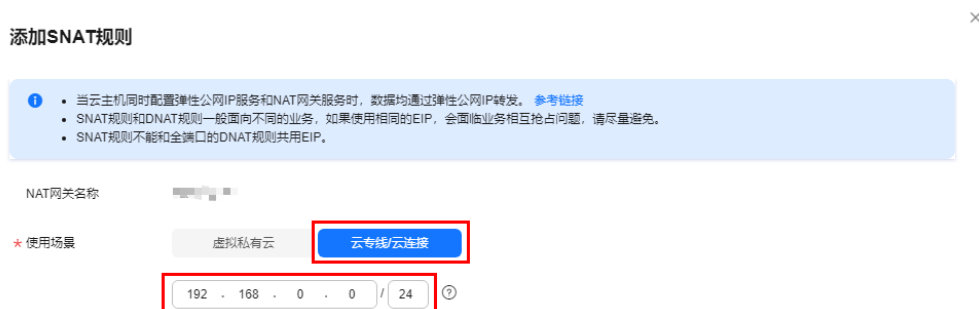 添加SNAT规则
当云主机同时配置弹性公网IP服务和NAT网关服务时，数据均通过弹性公网IP转发。 参考链接
SNAT规则和DNAT规则一般面向不同的业务，如果使用相同的EIP，会面临业务相互抢占问题，请尽量避免。
SNAT规则不能和全端口的DNAT规则共用EIP。
NAT网关名称
* 使用场景 虚拟私有云 云专线/云连接
192 . 168 . 0 . 0 / 24 ?